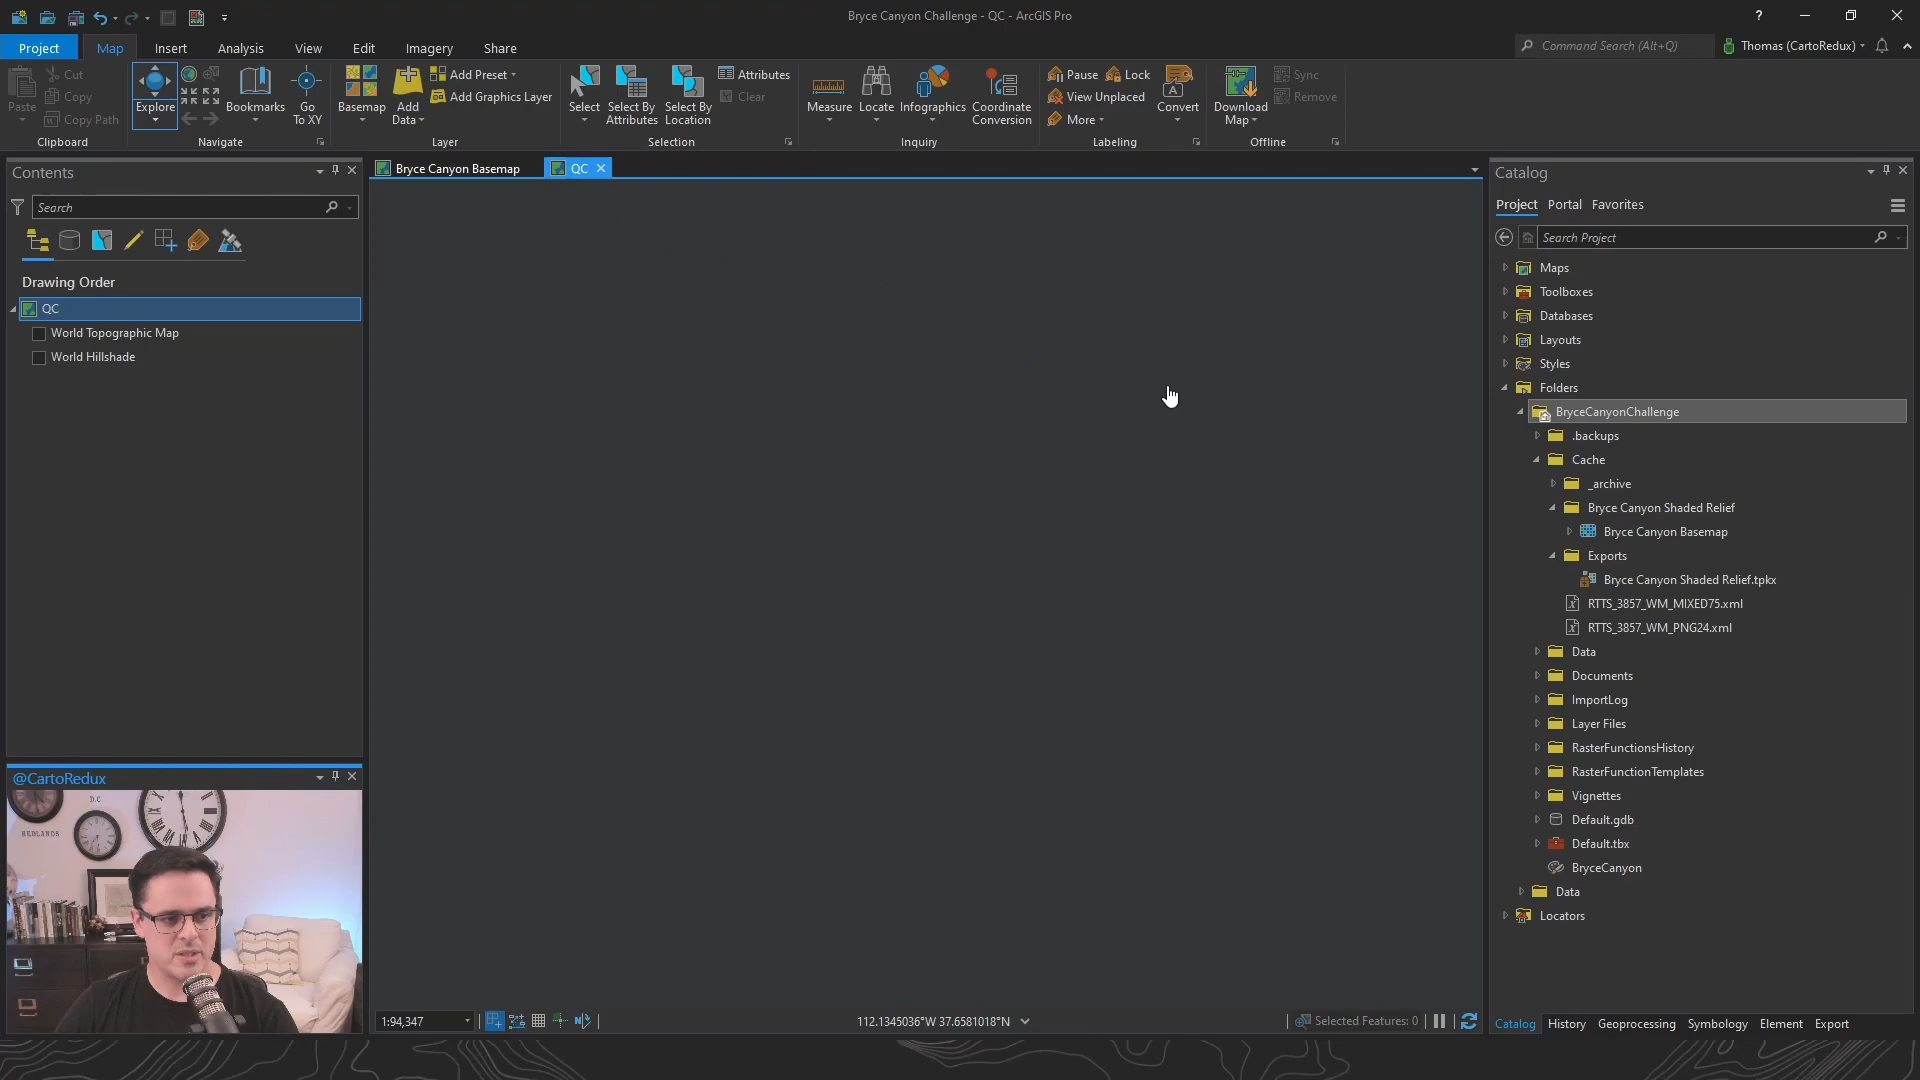 Bryce Canyon Challenge - QC - ArcGIS Pro
?
Project
Map
Insert
Analysis
View
Edit
Imagery
Share
Command Search (Alt+Q)
Thomas (CartoRedux)
Paste
Cut
Copy
Copy Path
Clipboard
Explore
Bookmarks
Go
To XY
Navigate
Basemap
Add
Data
Add Preset
Add Graphics Layer
Layer
Select
Select By
Attributes
Select By
Location
Attributes
Clear
Selection
Measure
Locate
Infographics
Coordinate
Conversion
Inquiry
Pause
Lock
View Unplaced
More
Convert
Labeling
Download
Map
Sync
Remove
Offline
Contents
Search
Drawing Order
QC
World Topographic Map
World Hillshade
@CartoRedux
D.C
REDLANDS
Bryce Canyon Basemap
QC
1:94,347
112.1345036°W 37.6581018°N
Selected Features: 0
Catalog
Project
Portal
Favorites
Search Project
Maps
Toolboxes
Databases
Layouts
Styles
Folders
BryceCanyonChallenge
.backups
Cache
_archive
Bryce Canyon Shaded Relief
Bryce Canyon Basemap
Exports
Bryce Canyon Shaded Relief.tpkx
RTTS_3857_WM_MIXED75.xml
RTTS_3857_WM_PNG24.xml
Data
Documents
ImportLog
Layer Files
RasterFunctionsHistory
RasterFunctionTemplates
Vignettes
Default.gdb
Default.tbx
BryceCanyon
Data
Locators
Catalog
History
Geoprocessing
Symbology
Element
Export